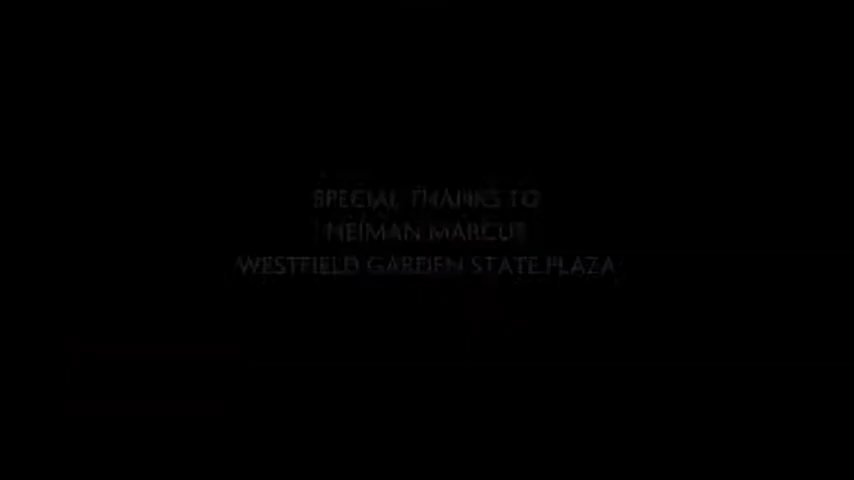 SPECIAL THANKS TO
NEIMAN MARCUS
WESTFIELD GARDEN STATE PLAZA